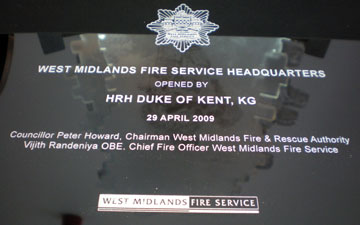 WEST MIDLANDS FIRE SERVICE HEADQUARTERS
OPENED BY
HRH DUKE OF KENT, KG
29 APRIL 2009
Councillor Peter Howard, Chairman West Midlands Fire & Rescue Authority
Vijith Randeniya OBE. Chief Fire Officer West Midlands Fire Service
WEST MIDLANDS FIRE SERVICE